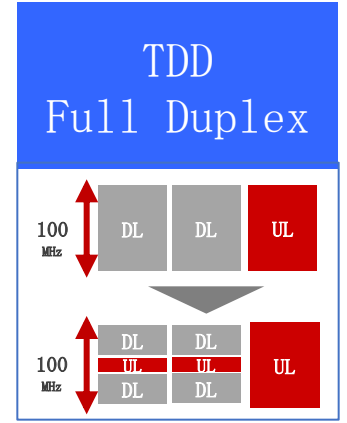 TDD
Full Duplex
100 MHz
DL DL UL
100 MHz
DL DL
UL UL UL
DL DL